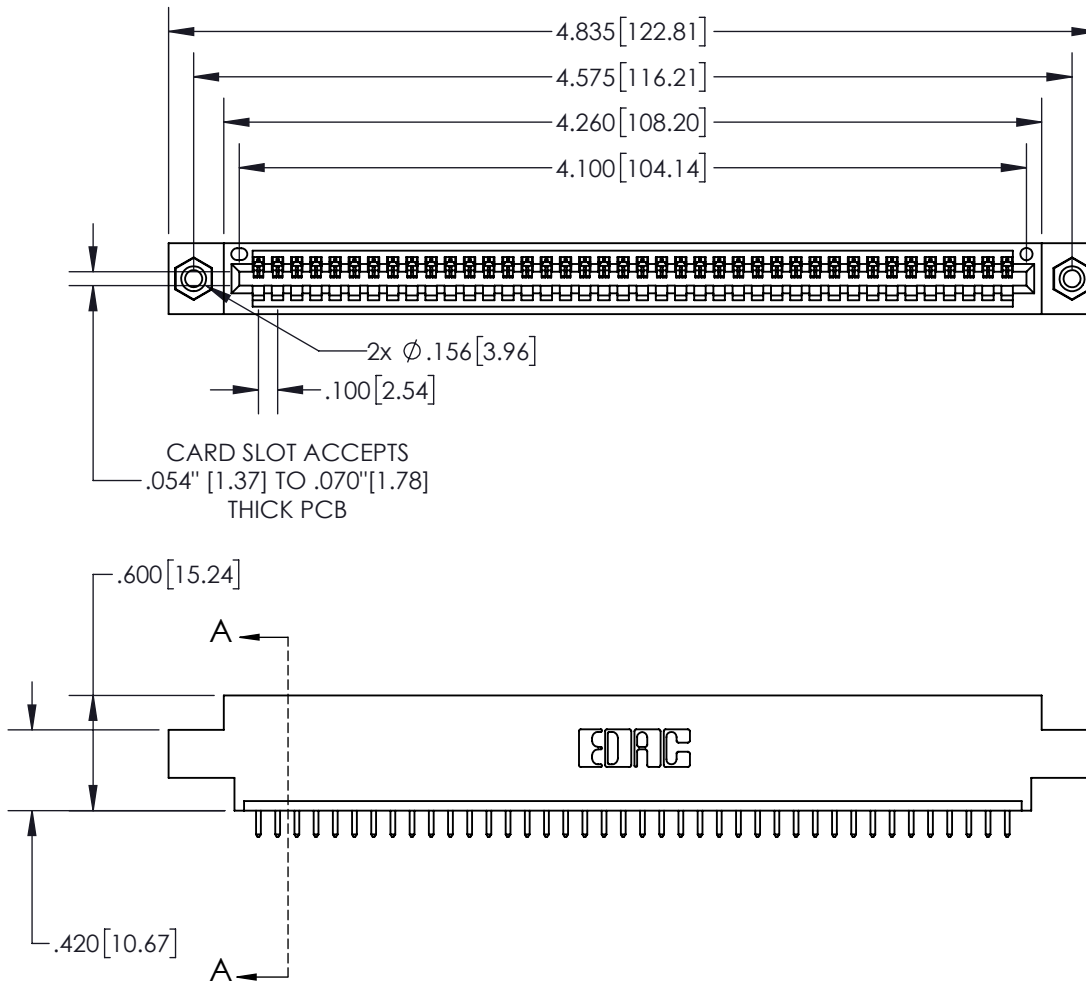 4.835[122.81]
4.575[116.21]
4.260[108.20]
4.100[104.14]
2x Ø.156[3.96]
.100[2.54]
CARD SLOT ACCEPTS
.054" [1.37] TO .070"[1.78]
THICK PCB
.600[15.24]
A
EDAC
.420[10.67]
A